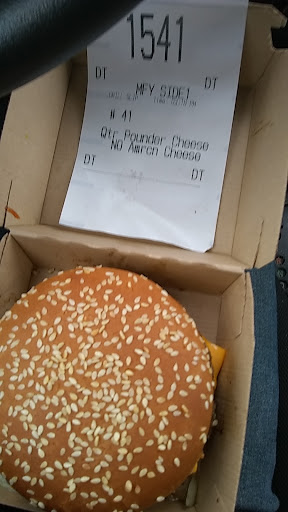 1541
DT DT
MFY SIDE1
# 41
Qtr Pounder Cheese
NO Amrcn Cheese
DT DT